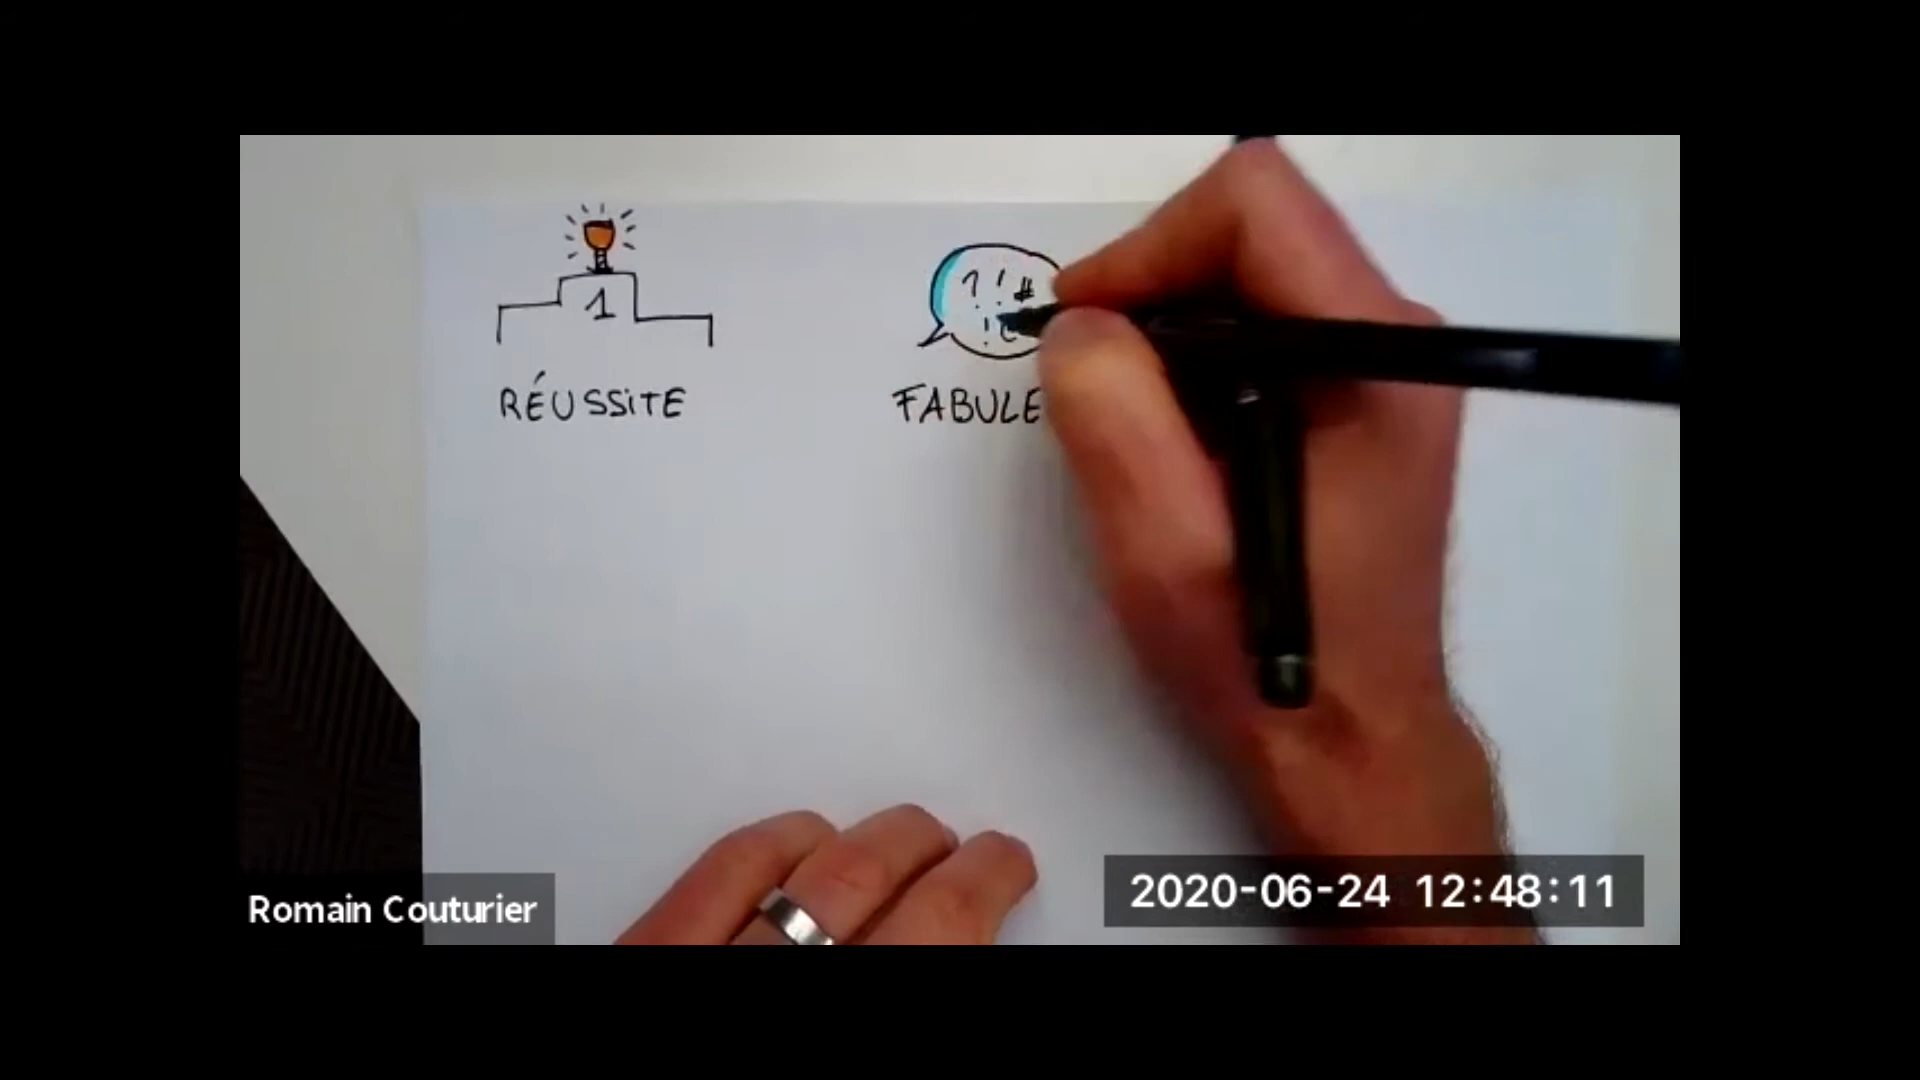 1
? ! #
!
RÉUSSITE
FABULE
Romain Couturier
2020-06-24 12:48:11